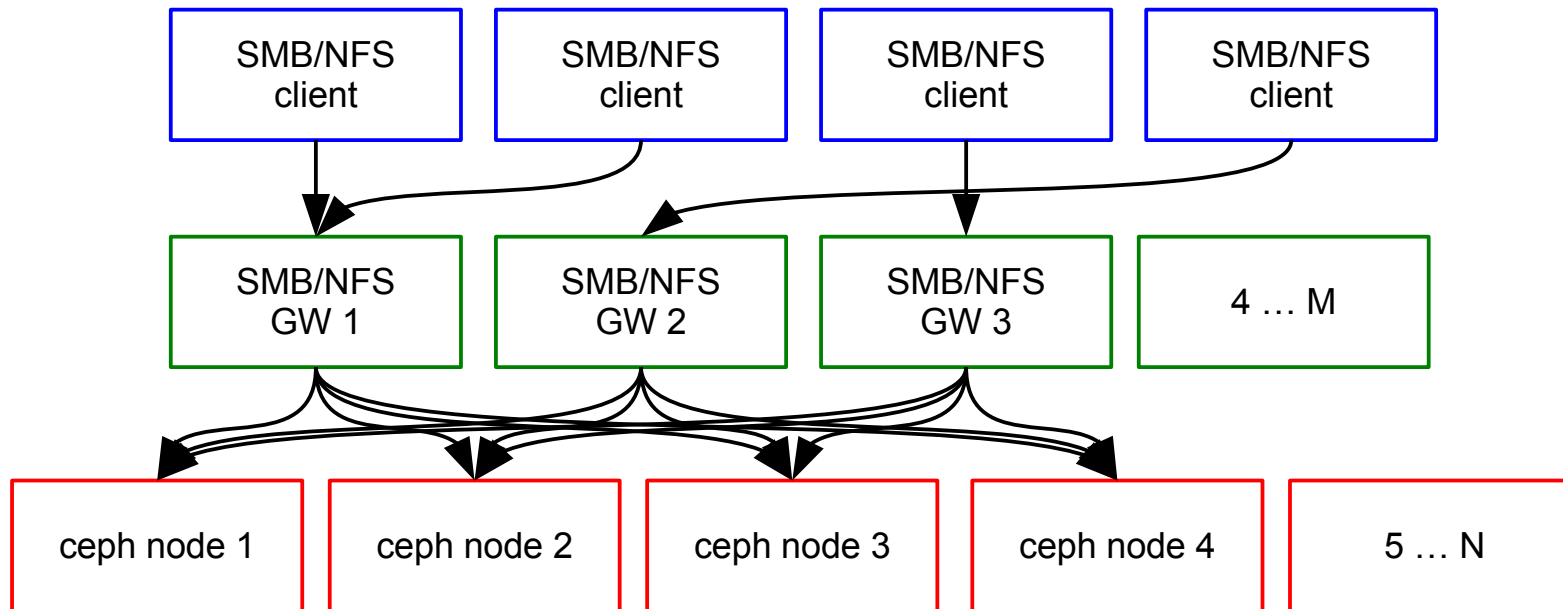 SMB/NFS
client
SMB/NFS
client
SMB/NFS
client
SMB/NFS
client
SMB/NFS
GW 1
SMB/NFS
GW 2
SMB/NFS
GW 3
4 … M
ceph node 1
ceph node 2
ceph node 3
ceph node 4
5 … N